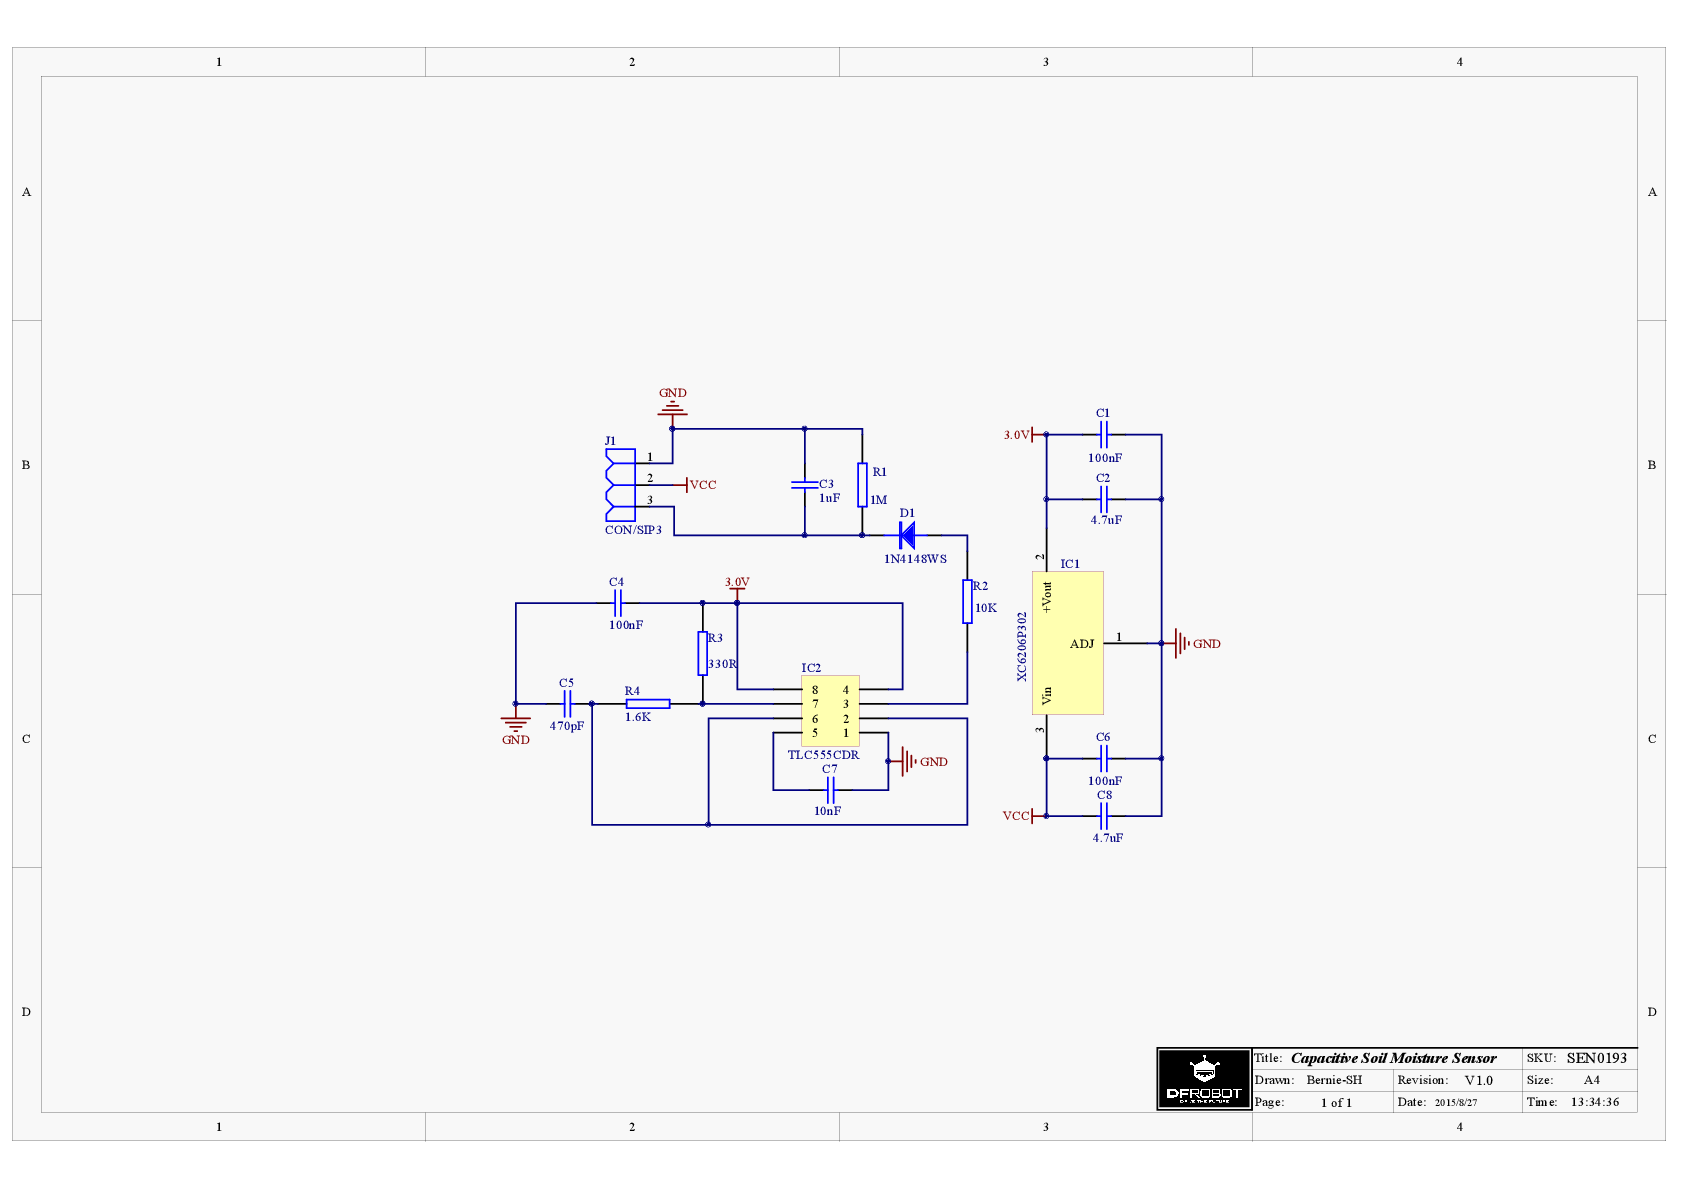 1 2 3 4
A A
B B
C C
D D
GND
J1
1
2
VCC
3
CON/SIP3
C3
1uF
R1
1M
D1
1N4148WS
R2
10K
C4
100nF
3.0V
R3
330R
C5
470pF
R4
1.6K
GND
IC2
8 4
7 3
6 2
5 1
TLC555CDR
C7
10nF
GND
3.0V
C1
100nF
C2
4.7uF
2
IC1
+Vout
XC6206P302
ADJ
1
GND
Vin
3
C6
100nF
C8
VCC
4.7uF
Title: Capacitive Soil Moisture Sensor SKU: SEN0193
Drawn: Bernie-SH Revision: V1.0 Size: A4
Page: 1 of 1 Date: 2015/8/27 Time: 13:34:36
DFROBOT
1 2 3 4